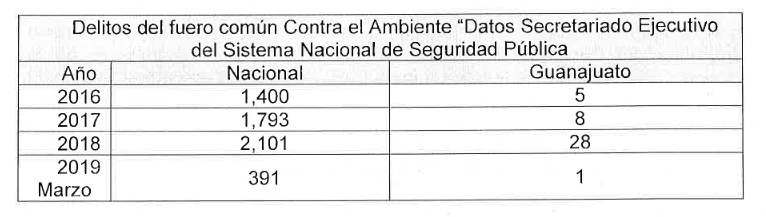 Delitos del fuero común Contra el Ambiente “Datos Secretariado Ejecutivo
del Sistema Nacional de Seguridad Pública
Año Nacional Guanajuato
2016 1,400 5
2017 1,793 8
2018 2,101 28
2019
Marzo 391 1